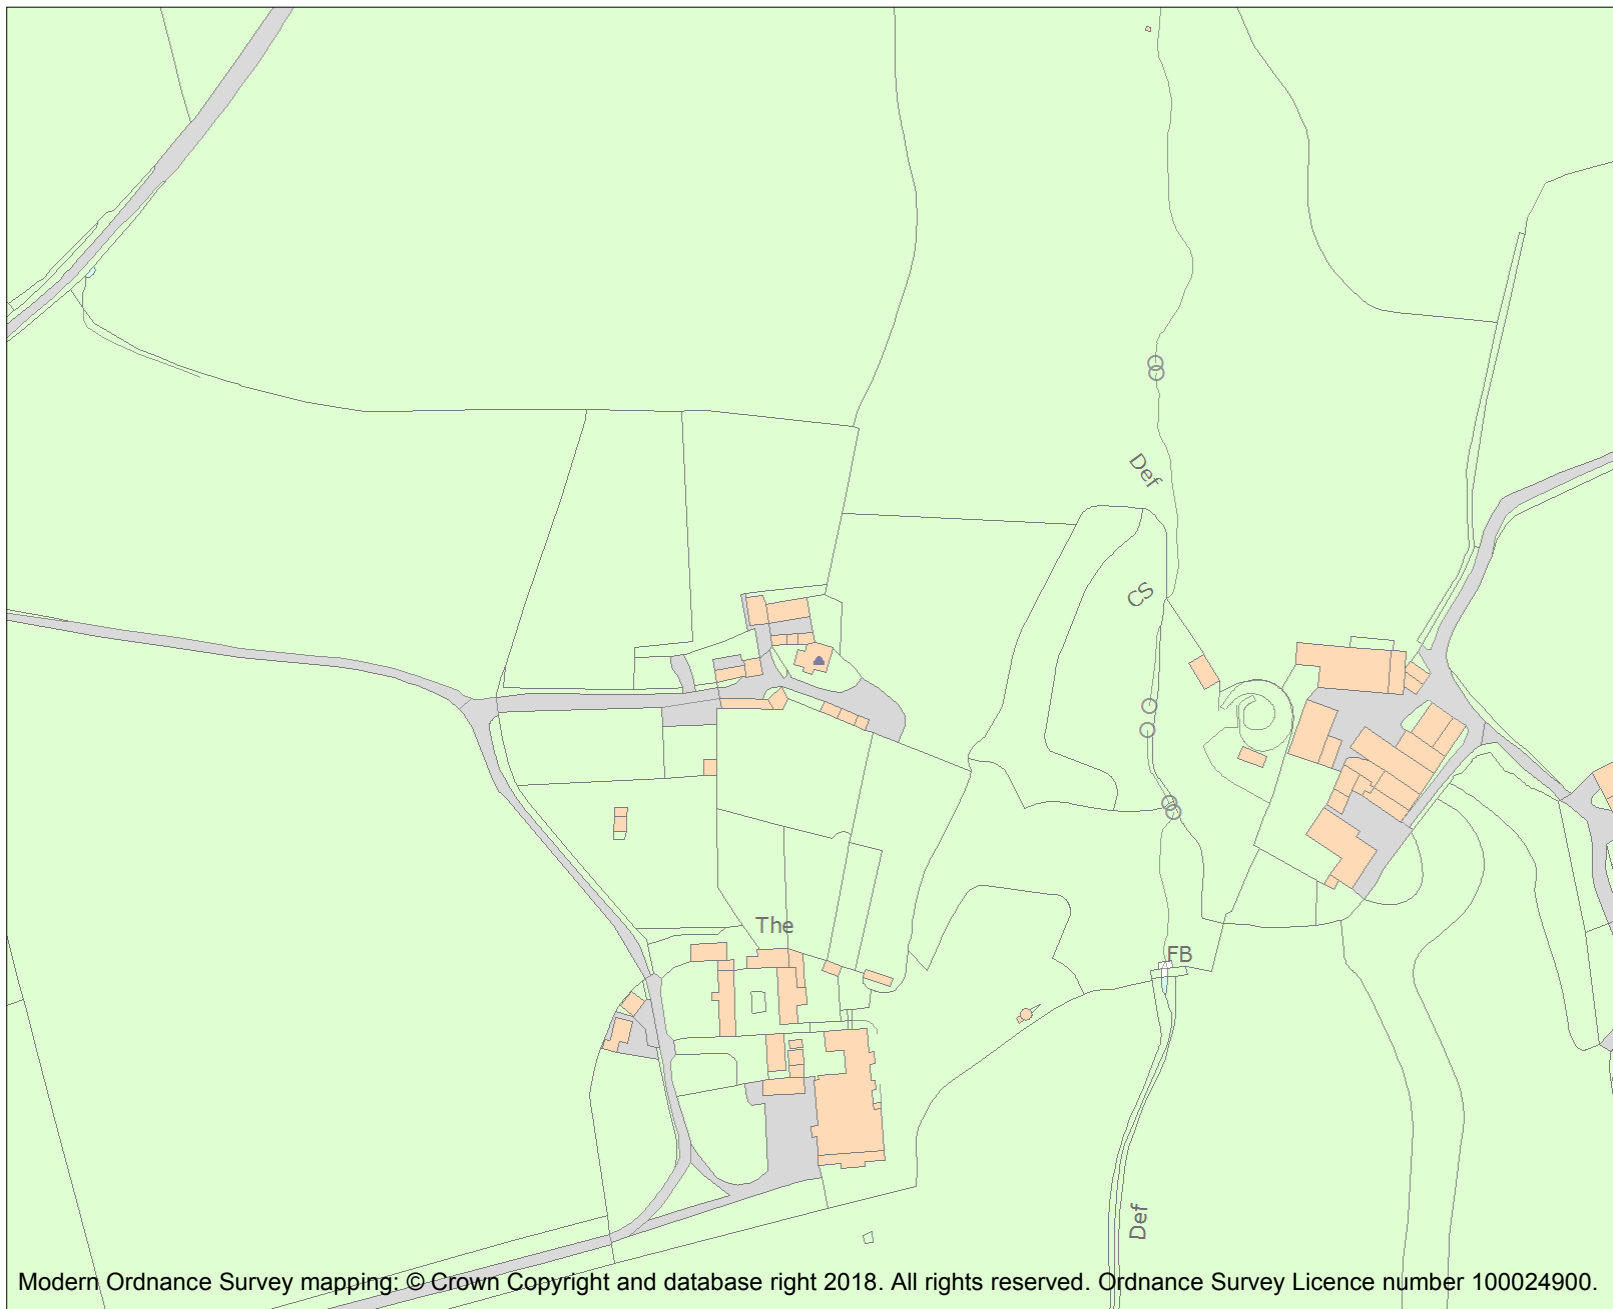 Def
CS
The
FB
Def
Modern Ordnance Survey mapping: © Crown Copyright and database right 2018. All rights reserved. Ordnance Survey Licence number 100024900.